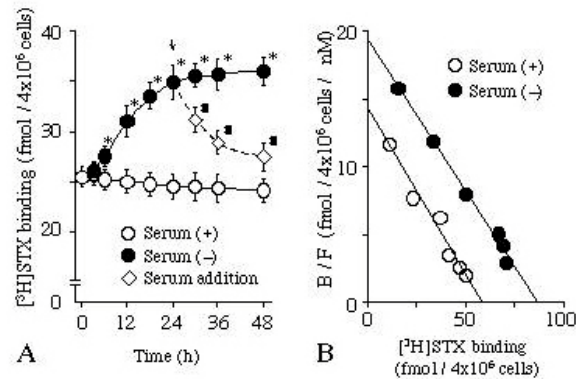 A
[³H]STX binding (fmol / 4x10⁶ cells)
40
30
20
0
↓
* * * * * * * *
Serum (+)
Serum (−)
Serum addition
0 12 24 36 48
Time (h)
B
B / F (fmol / 4x10⁶ cells / nM)
20
10
0
Serum (+)
Serum (−)
0 50 100
[³H]STX binding
(fmol / 4x10⁶ cells)